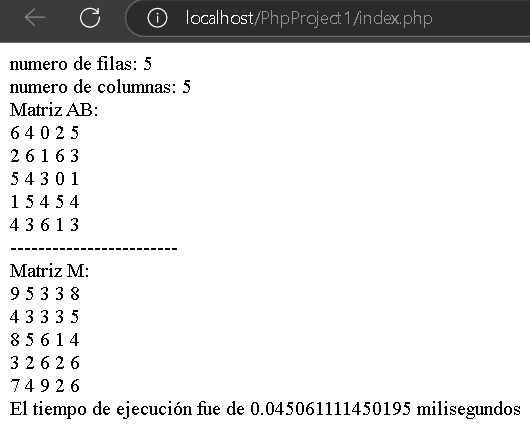 localhost/PhpProject1/index.php
numero de filas: 5
numero de columnas: 5
Matriz AB:
6 4 0 2 5
2 6 1 6 3
5 4 3 0 1
1 5 4 5 4
4 3 6 1 3
------------------------
Matriz M:
9 5 3 3 8
4 3 3 3 5
8 5 6 1 4
3 2 6 2 6
7 4 9 2 6
El tiempo de ejecución fue de 0.045061111450195 milisegundos